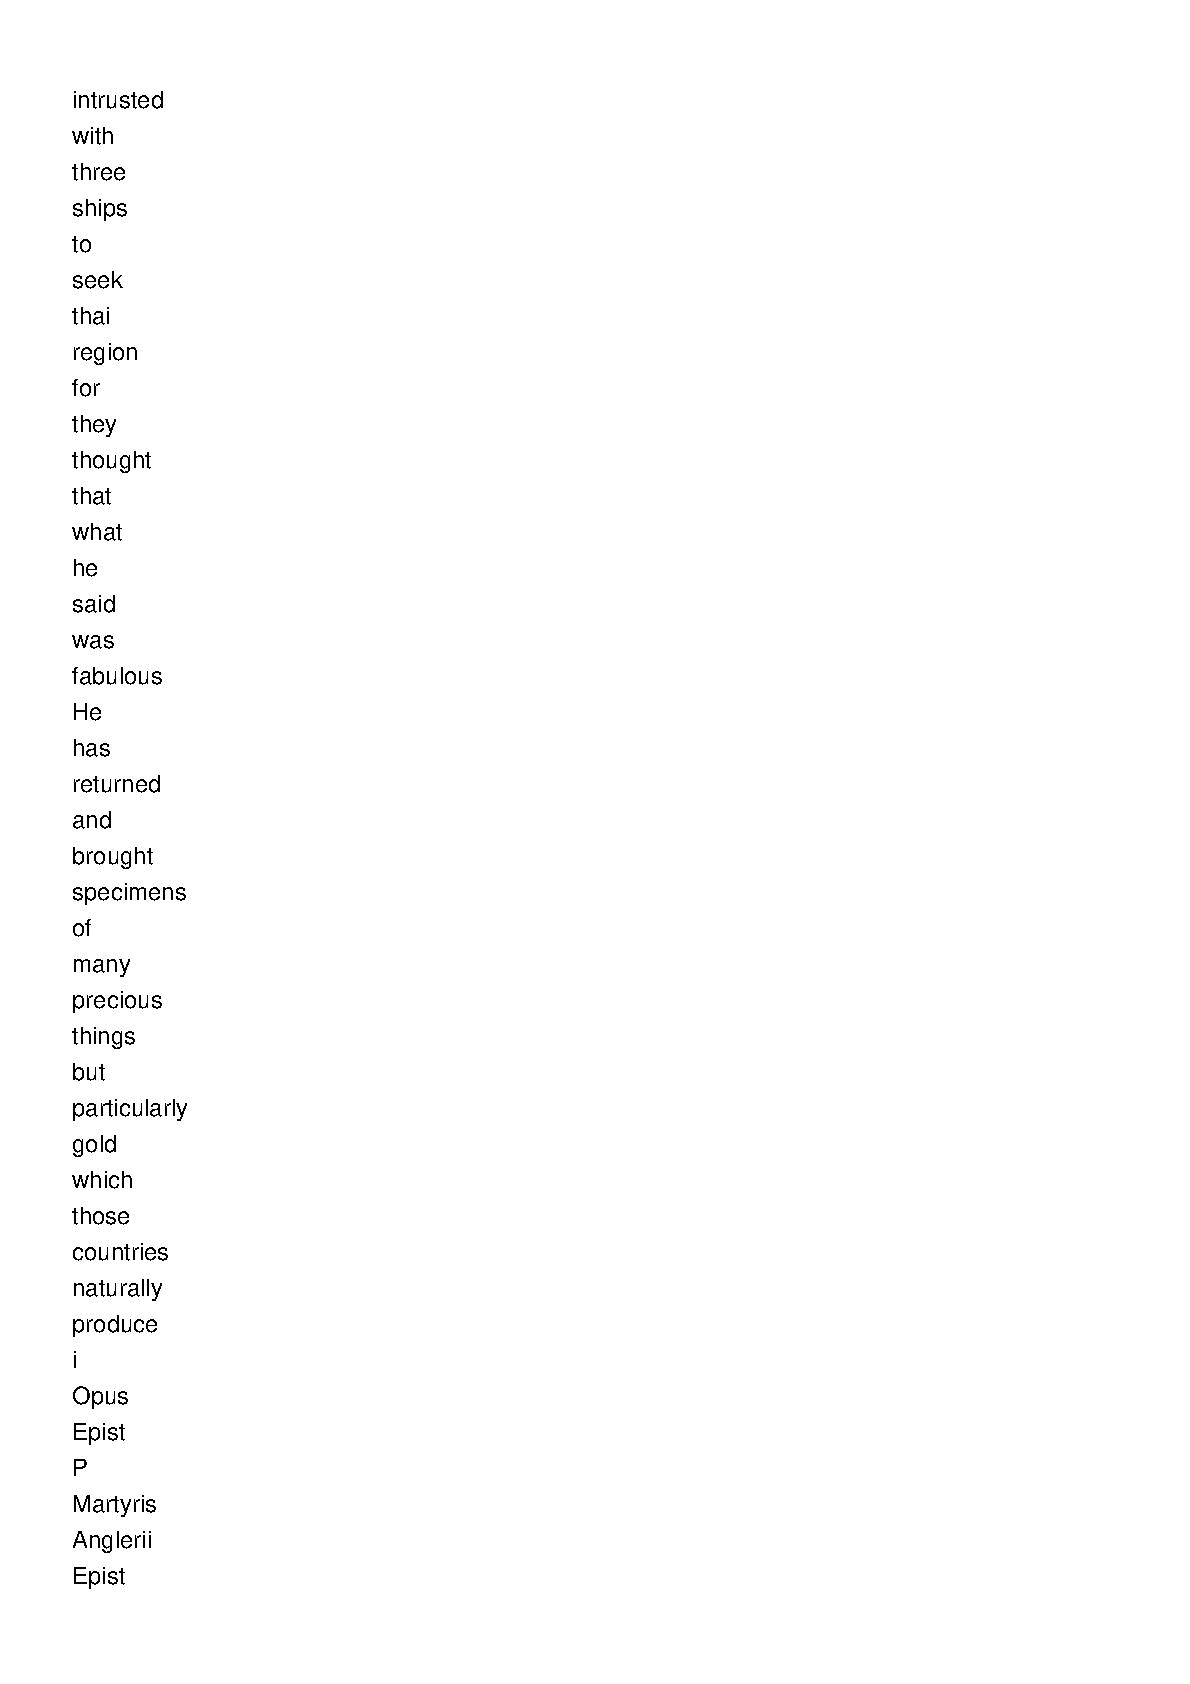 intrusted
with
three
ships
to
seek
thai
region
for
they
thought
that
what
he
said
was
fabulous
He
has
returned
and
brought
specimens
of
many
precious
things
but
particularly
gold
which
those
countries
naturally
produce
i
Opus
Epist
P
Martyris
Anglerii
Epist